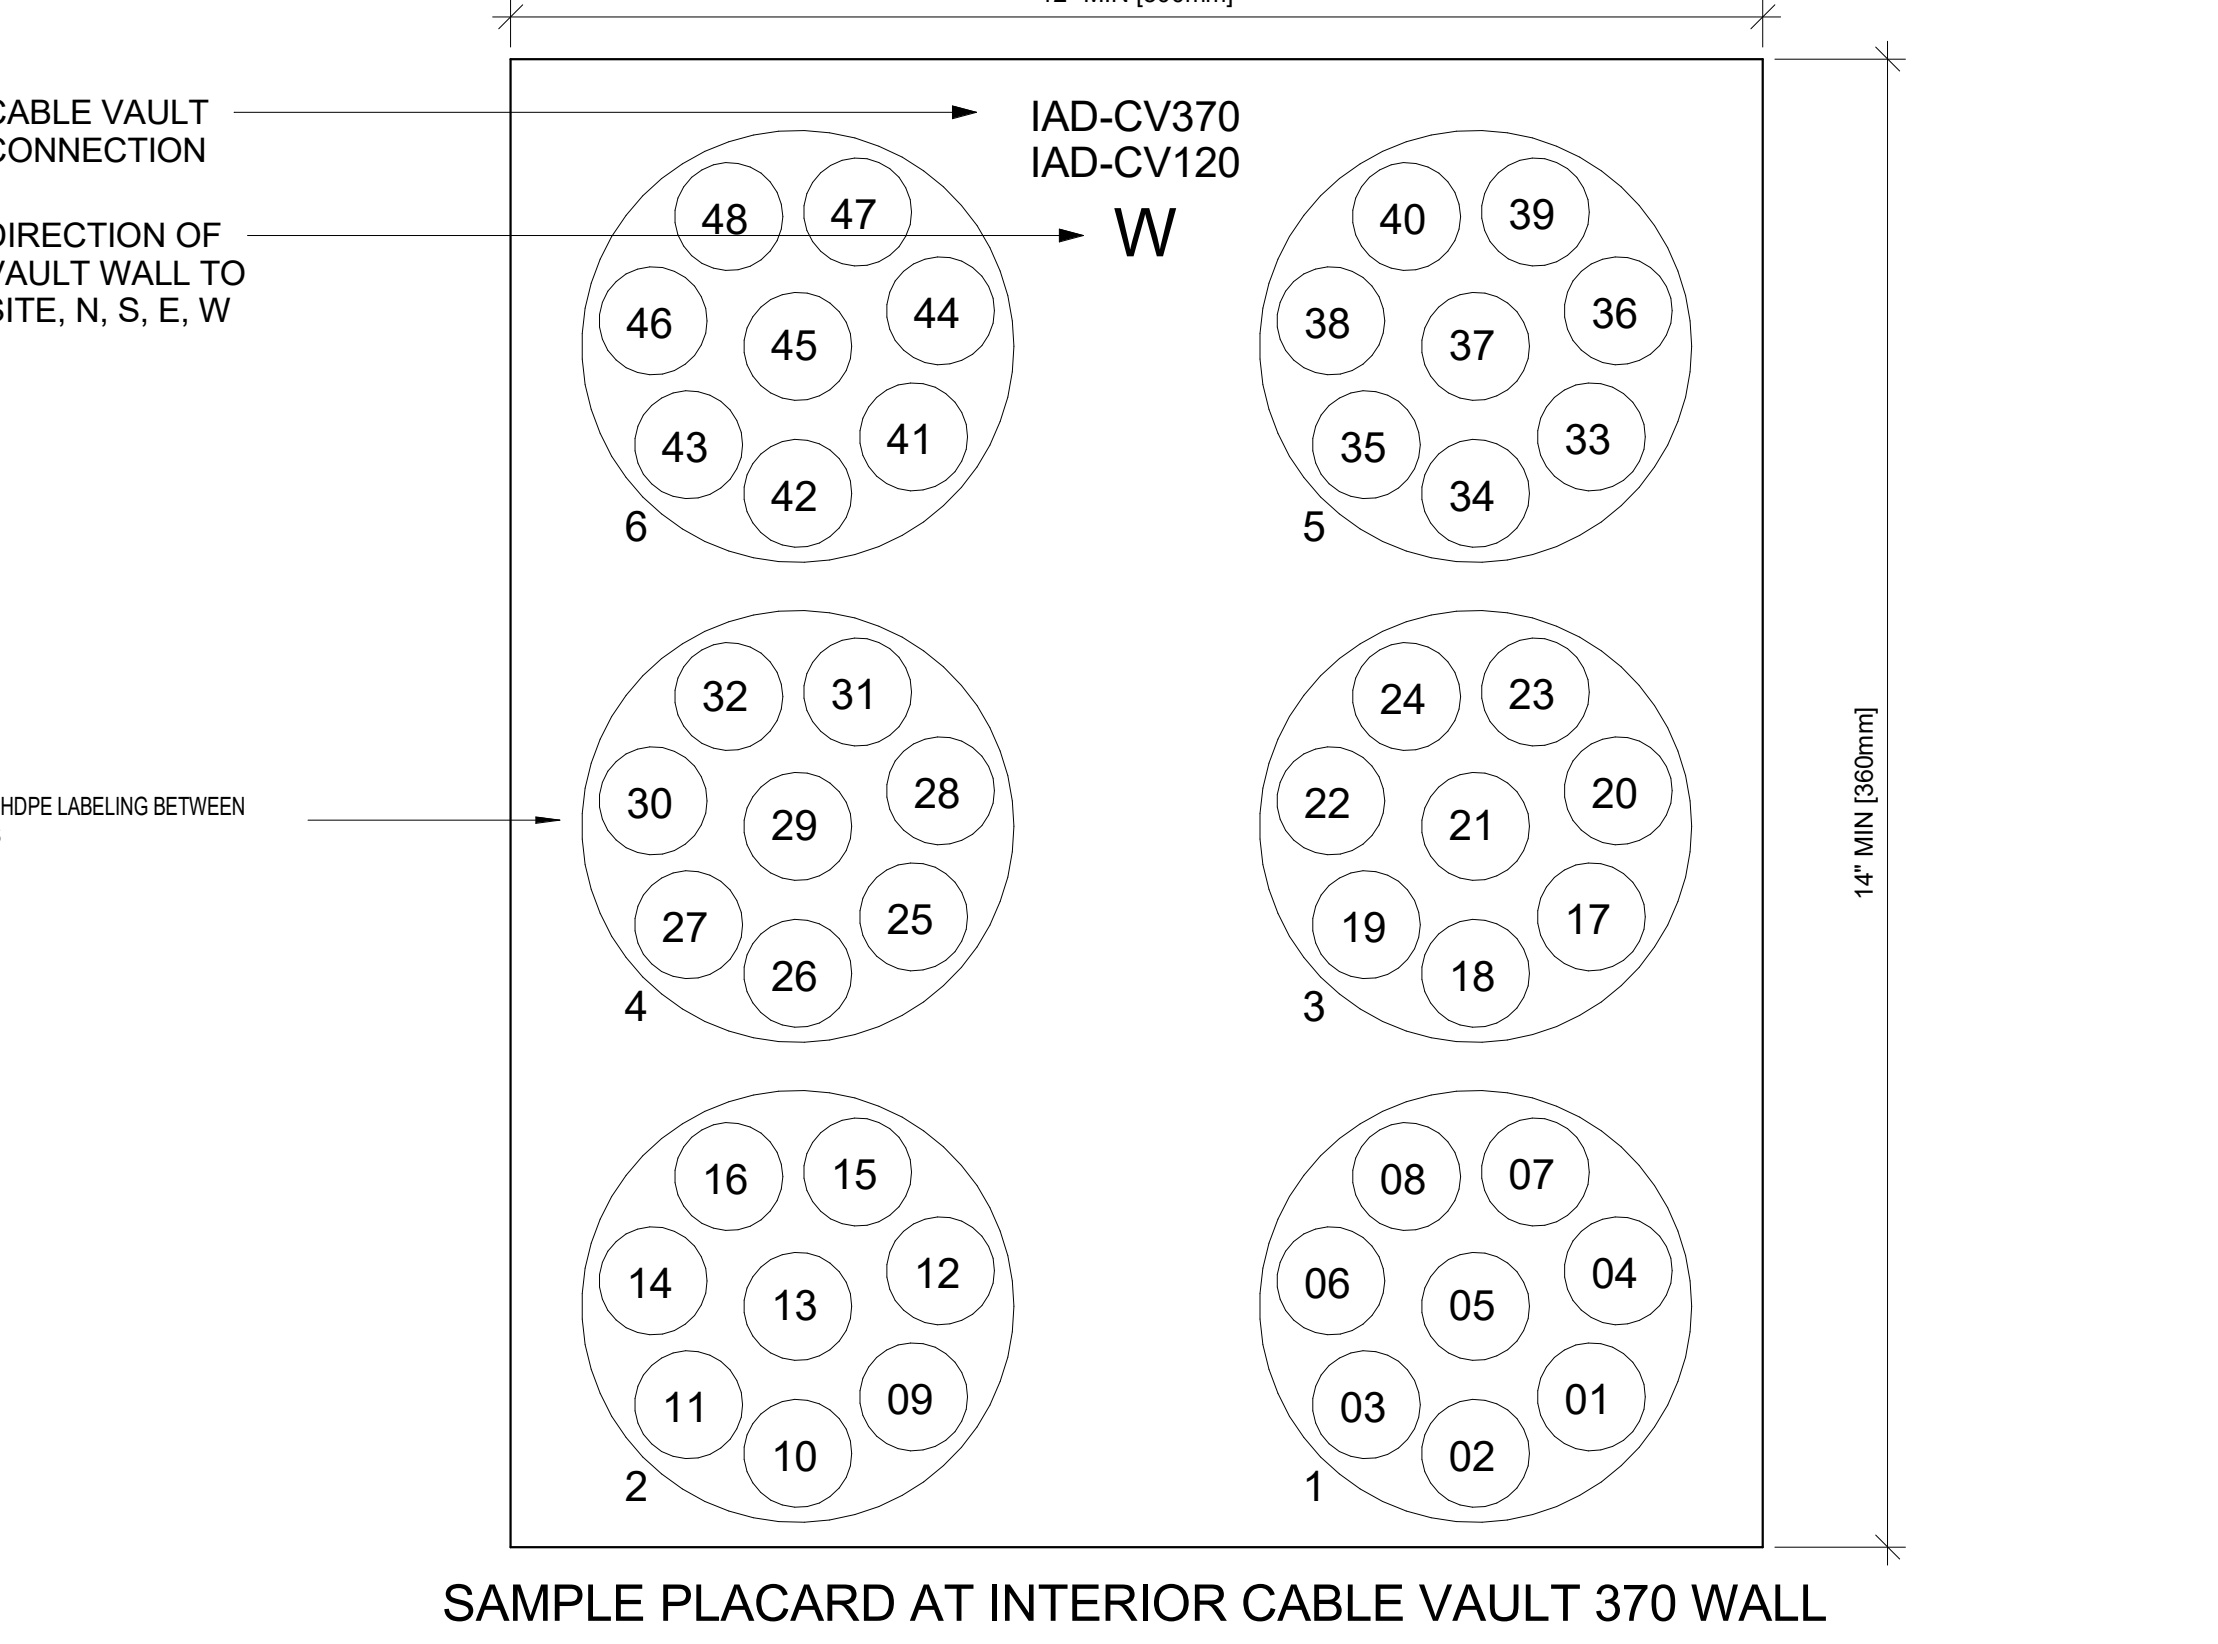 12" MIN [300mm]
CABLE VAULT
CONNECTION
IAD-CV370
IAD-CV120
DIRECTION OF
VAULT WALL TO
SITE, N, S, E, W
W
48 47
46 45 44
43 42 41
6
40 39
38 37 36
35 34 33
5
HDPE LABELING BETWEEN
32 31
30 29 28
27 26 25
4
24 23
22 21 20
19 18 17
3
14" MIN [360mm]
16 15
14 13 12
11 10 09
2
08 07
06 05 04
03 02 01
1
SAMPLE PLACARD AT INTERIOR CABLE VAULT 370 WALL